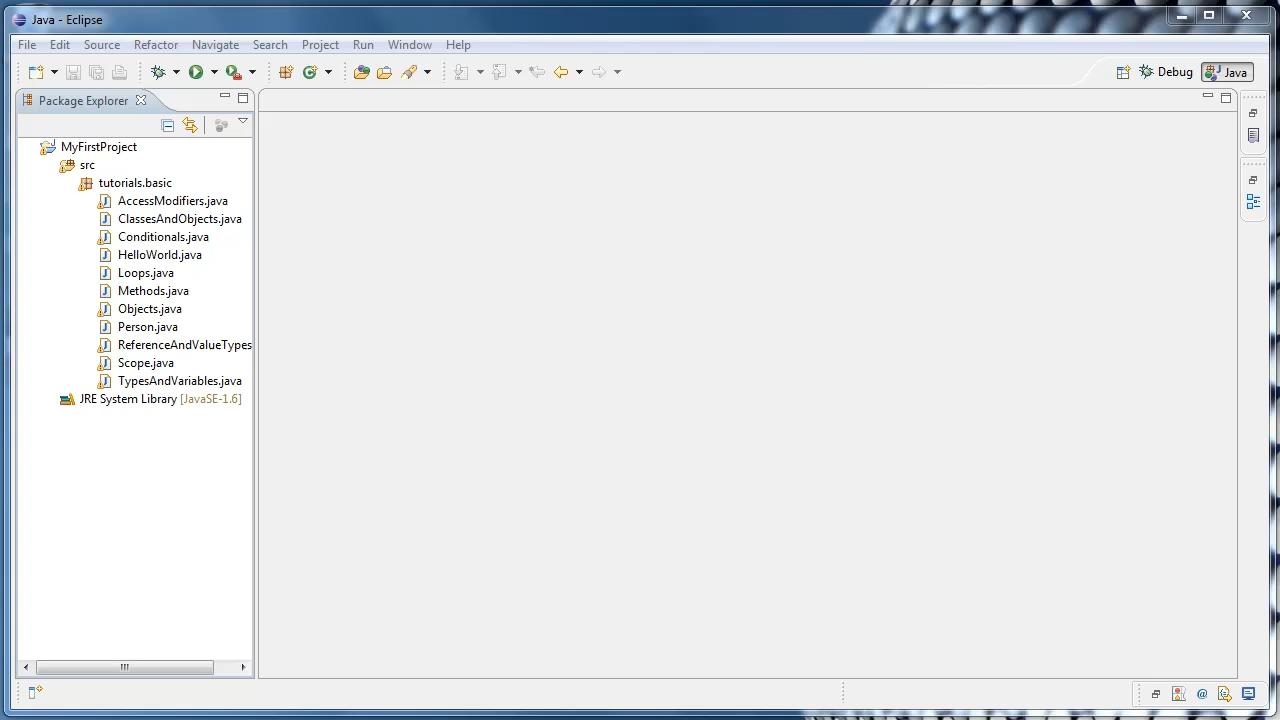 Java - Eclipse
File Edit Source Refactor Navigate Search Project Run Window Help
Debug Java
Package Explorer
MyFirstProject
src
tutorials.basic
AccessModifiers.java
ClassesAndObjects.java
Conditionals.java
HelloWorld.java
Loops.java
Methods.java
Objects.java
Person.java
ReferenceAndValueTypes
Scope.java
TypesAndVariables.java
JRE System Library [JavaSE-1.6]